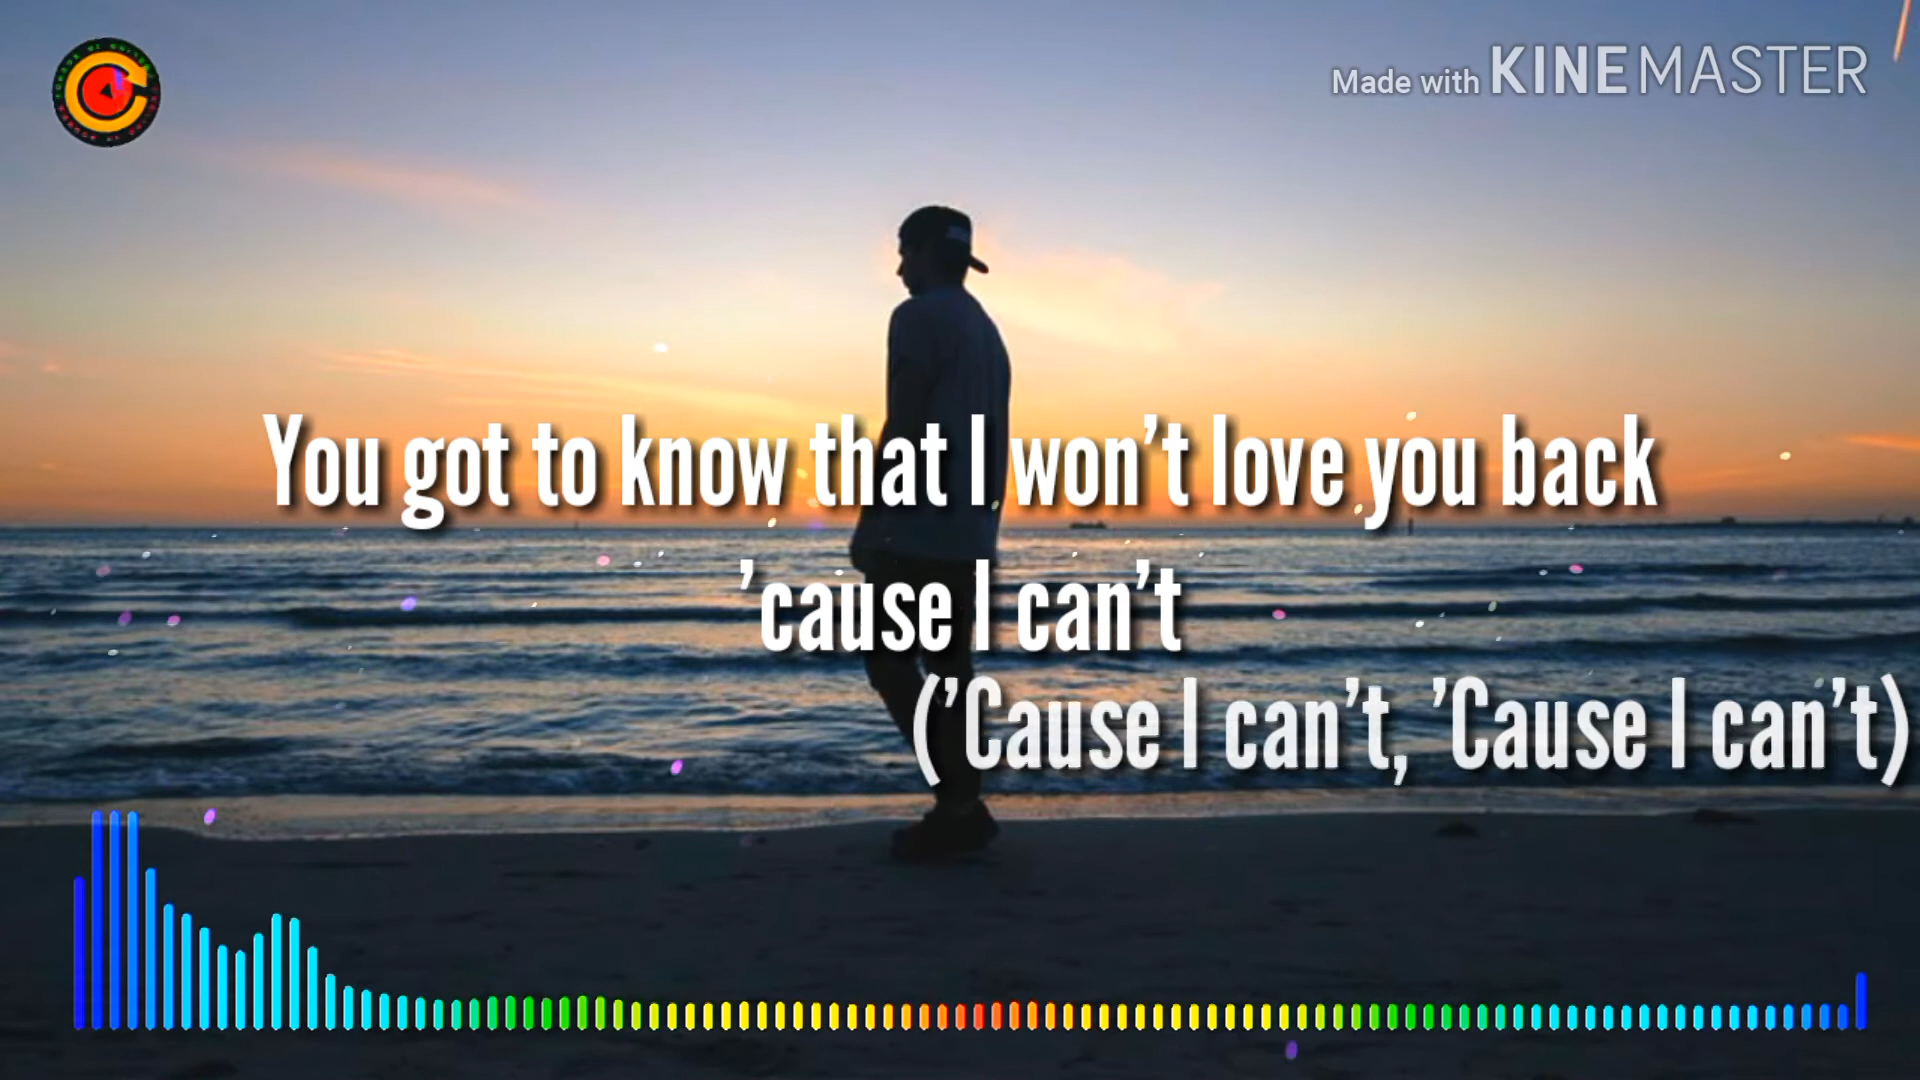 Made with KINEMASTER
You got to know that I won't love you back
'cause I can't
('Cause I can't, 'Cause I can't)